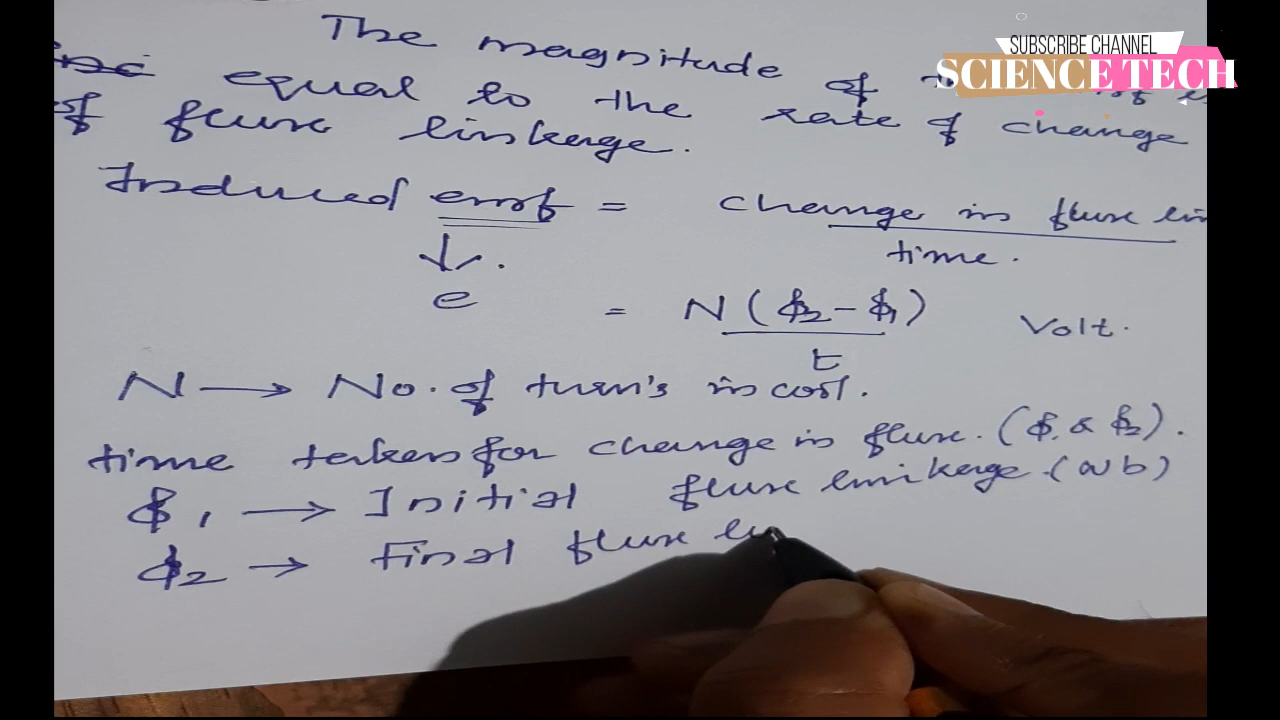 SUBSCRIBE CHANNEL
SCIENCE TECH
The magnitude of
equal to the rate of change
of flux linkage.
Induced emf = change in flux lin
time.
e = N (ϕ2 - ϕ1) Volt.
t
N → No. of turn's in coil.
time taken for change in flux. (ϕ1 & ϕ2).
ϕ1 → Initial flux linkage. (wb)
ϕ2 → Final flux